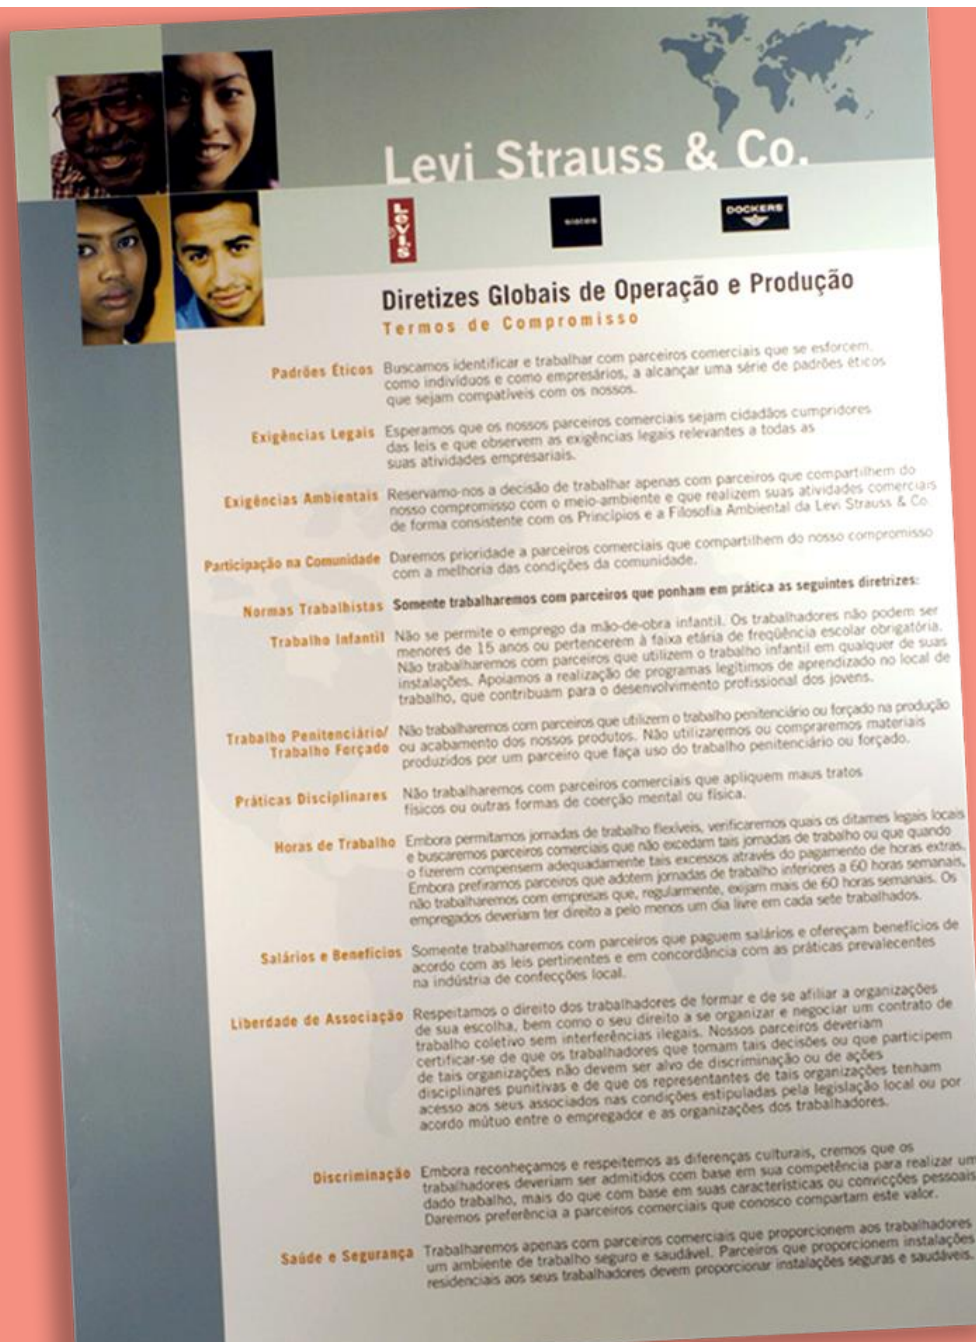 Levi Strauss & Co.
Levi's
DOCKERS
Diretizes Globais de Operação e Produção
Termos de Compromisso
Padrões Éticos Buscamos identificar e trabalhar com parceiros comerciais que se esforcem,
como indivíduos e como empresários, a alcançar uma série de padrões éticos
que sejam compatíveis com os nossos.
Exigências Legais Esperamos que os nossos parceiros comerciais sejam cidadãos cumpridores
das leis e que observem as exigências legais relevantes a todas as
suas atividades empresariais.
Exigências Ambientais Reservamo-nos a decisão de trabalhar apenas com parceiros que compartilhem do
nosso compromisso com o meio-ambiente e que realizem suas atividades comerciais
de forma consistente com os Princípios e a Filosofia Ambiental da Levi Strauss & Co
Participação na Comunidade Daremos prioridade a parceiros comerciais que compartilhem do nosso compromisso
com a melhoria das condições da comunidade.
Normas Trabalhistas Somente trabalharemos com parceiros que ponham em prática as seguintes diretrizes:
Trabalho Infantil Não se permite o emprego da mão-de-obra infantil. Os trabalhadores não podem ser
menores de 15 anos ou pertencerem à faixa etária de freqüência escolar obrigatória.
Não trabalharemos com parceiros que utilizem o trabalho infantil em qualquer de suas
instalações. Apoiamos a realização de programas legítimos de aprendizado no local de
trabalho, que contribuam para o desenvolvimento profissional dos jovens.
Trabalho Penitenciário/ Não trabalharemos com parceiros que utilizem o trabalho penitenciário ou forçado na produção
Trabalho Forçado ou acabamento dos nossos produtos. Não utilizaremos ou compraremos materiais
produzidos por um parceiro que faça uso do trabalho penitenciário ou forçado.
Práticas Disciplinares Não trabalharemos com parceiros comerciais que apliquem maus tratos
físicos ou outras formas de coerção mental ou física.
Horas de Trabalho Embora permitamos jornadas de trabalho flexíveis, verificaremos quais os ditames legais locais
e buscaremos parceiros comerciais que não excedam tais jornadas de trabalho ou que quando
o fizerem compensem adequadamente tais excessos através do pagamento de horas extras.
Embora prefiramos parceiros que adotem jornadas de trabalho inferiores a 60 horas semanais,
não trabalharemos com empresas que, regularmente, exijam mais de 60 horas semanais. Os
empregados deveriam ter direito a pelo menos um dia livre em cada sete trabalhados.
Salários e Benefícios Somente trabalharemos com parceiros que paguem salários e ofereçam benefícios de
acordo com as leis pertinentes e em concordância com as práticas prevalecentes
na indústria de confecções local.
Liberdade de Associação Respeitamos o direito dos trabalhadores de formar e de se afiliar a organizações
de sua escolha, bem como o seu direito a se organizar e negociar um contrato de
trabalho coletivo sem interferências ilegais. Nossos parceiros deveriam
certificar-se de que os trabalhadores que tomam tais decisões ou que participem
de tais organizações não devem ser alvo de discriminação ou de ações
disciplinares punitivas e de que os representantes de tais organizações tenham
acesso aos seus associados nas condições estipuladas pela legislação local ou por
acordo mútuo entre o empregador e as organizações dos trabalhadores.
Discriminação Embora reconheçamos e respeitemos as diferenças culturais, cremos que os
trabalhadores deveriam ser admitidos com base em sua competência para realizar um
dado trabalho, mais do que com base em suas características ou convicções pessoais
Daremos preferência a parceiros comerciais que conosco compartam este valor.
Saúde e Segurança Trabalharemos apenas com parceiros comerciais que proporcionem aos trabalhadores
um ambiente de trabalho seguro e saudável. Parceiros que proporcionem instalações
residenciais aos seus trabalhadores devem proporcionar instalações seguras e saudáveis.